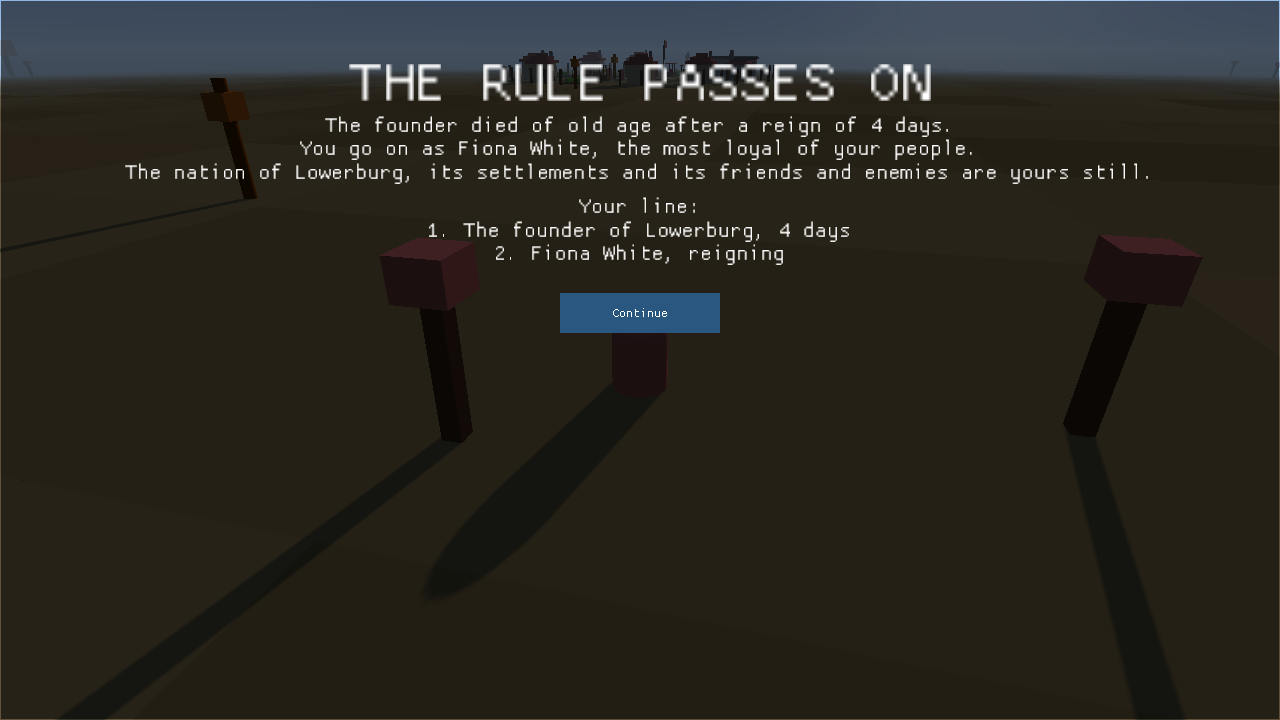 THE RULE PASSES ON
The founder died of old age after a reign of 4 days.
You go on as Fiona White, the most loyal of your people.
The nation of Lowerburg, its settlements and its friends and enemies are yours still.
Your line:
1. The founder of Lowerburg, 4 days
2. Fiona White, reigning
Continue